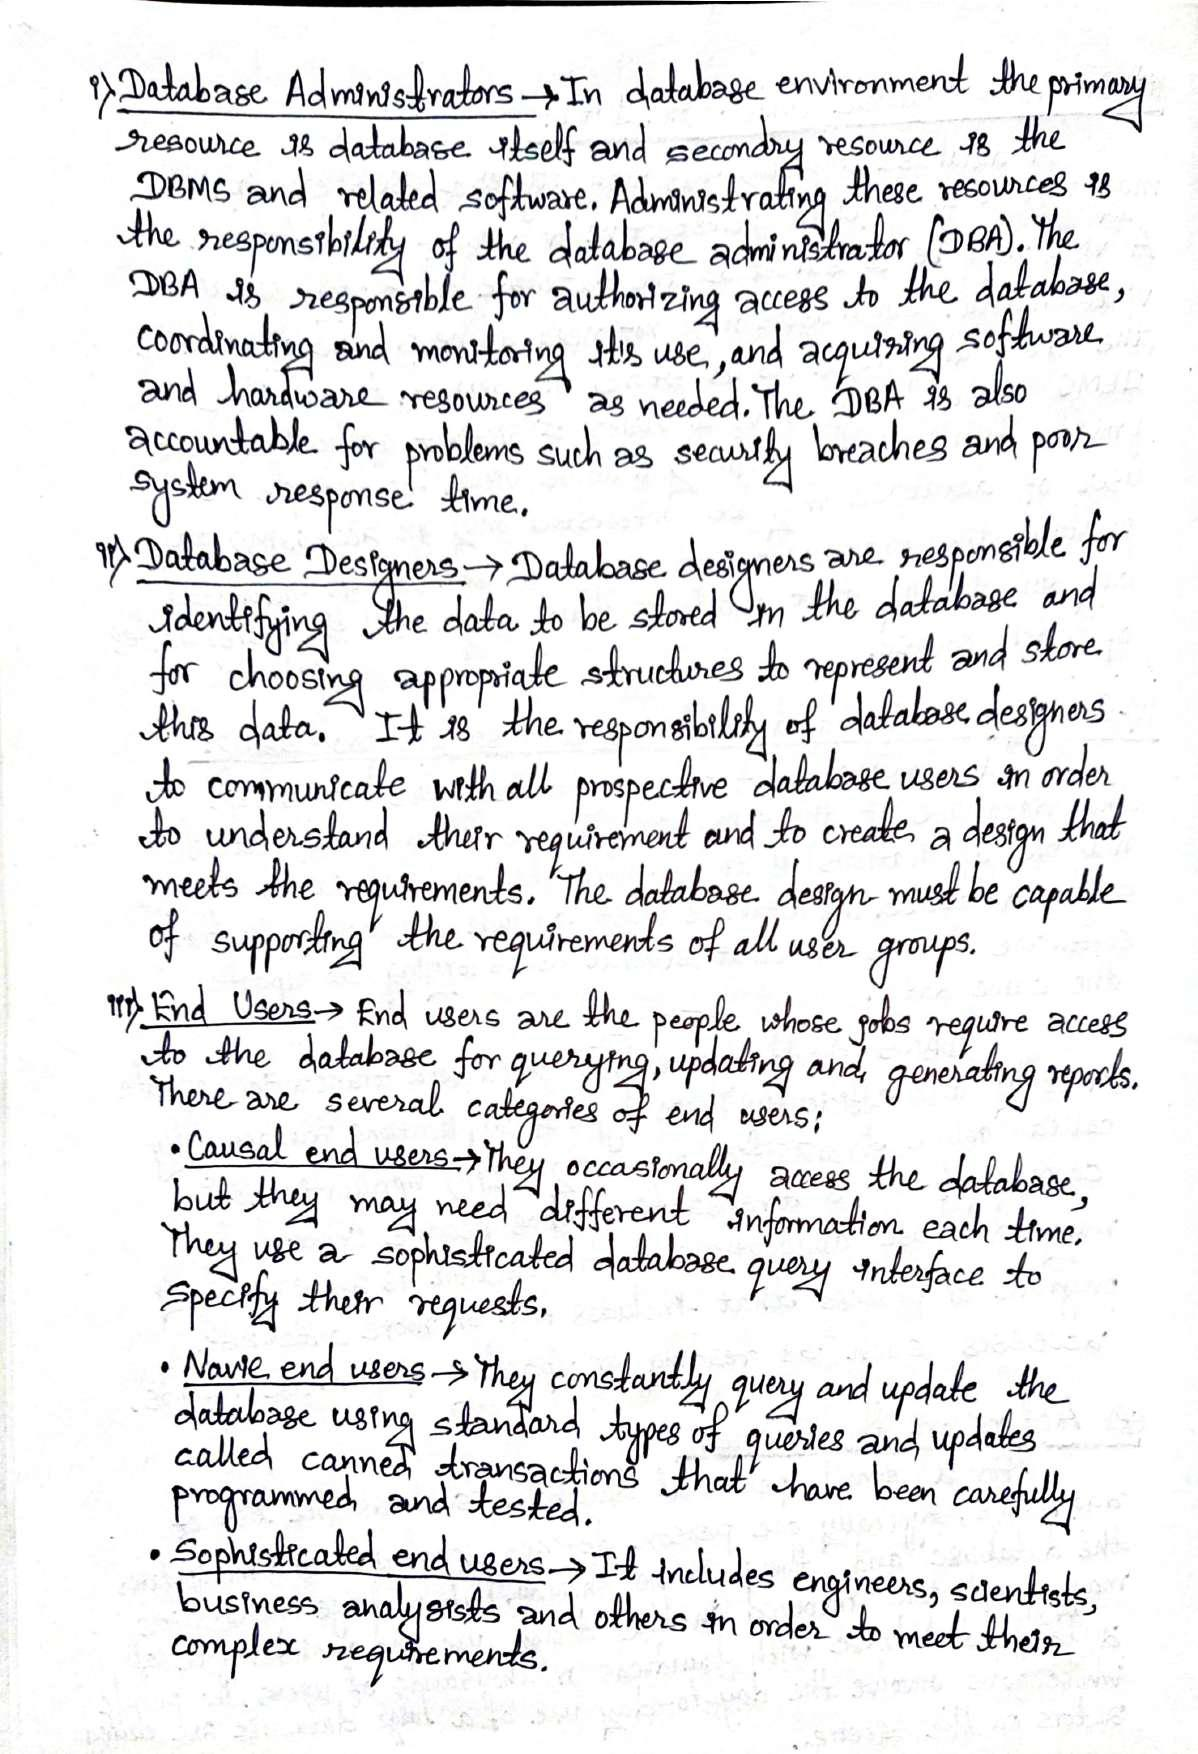 i) Database Administrators → In database environment the primary
resource is database itself and secondry resource is the
DBMS and related software. Administrating these resources is
the responsibility of the database administrator (DBA). The
DBA is responsible for authorizing access to the database,
coordinating and monitoring it's use, and acquiring software
and hardware resources as needed. The DBA is also
accountable for problems such as security breaches and poor
system response time.
ii) Database Designers → Database designers are responsible for
identifying the data to be stored in the database and
for choosing appropriate structures to represent and store
this data. It is the responsibility of database designers
to communicate with all prospective database users in order
to understand their requirement and to create a design that
meets the requirements. The database design must be capable
of supporting the requirements of all user groups.
iii) End Users → End users are the people whose jobs require access
to the database for querying, updating and generating reports.
There are several categories of end users:
• Causal end users → They occasionally access the database,
but they may need different information each time.
They use a sophisticated database query interface to
specify their requests.
• Navie end users → They constantly query and update the
database using standard types of queries and updates
called canned transactions that have been carefully
programmed and tested.
• Sophisticated end users → It includes engineers, scientists,
business analysists and others in order to meet their
complex requirements.